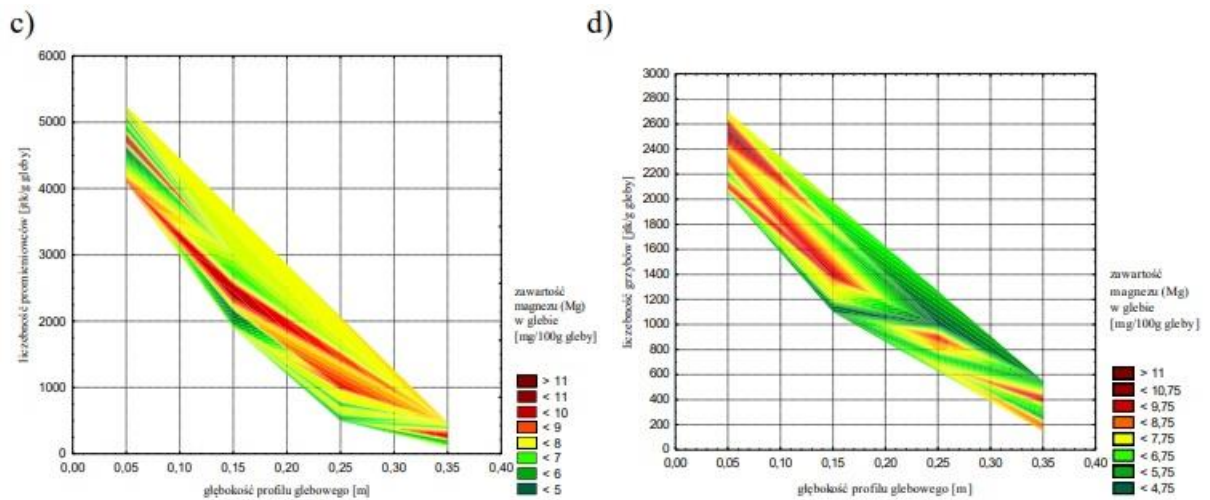 c)
6000
5000
4000
3000
2000
1000
0
liczebność promieniowców [jtk/g gleby]
0,00 0,05 0,10 0,15 0,20 0,25 0,30 0,35 0,40
głębokość profilu glebowego [m]
zawartość
magnezu (Mg)
w glebie
[mg/100g gleby]
> 11
< 11
< 10
< 9
< 8
< 7
< 6
< 5
d)
3000
2800
2600
2400
2200
2000
1800
1600
1400
1200
1000
800
600
400
200
0
liczebność grzybów [jtk/g gleby]
0,00 0,05 0,10 0,15 0,20 0,25 0,30 0,35 0,40
głębokość profilu glebowego [m]
zawartość
magnezu (Mg)
w glebie
[mg/100g gleby]
> 11
< 10,75
< 9,75
< 8,75
< 7,75
< 6,75
< 5,75
< 4,75